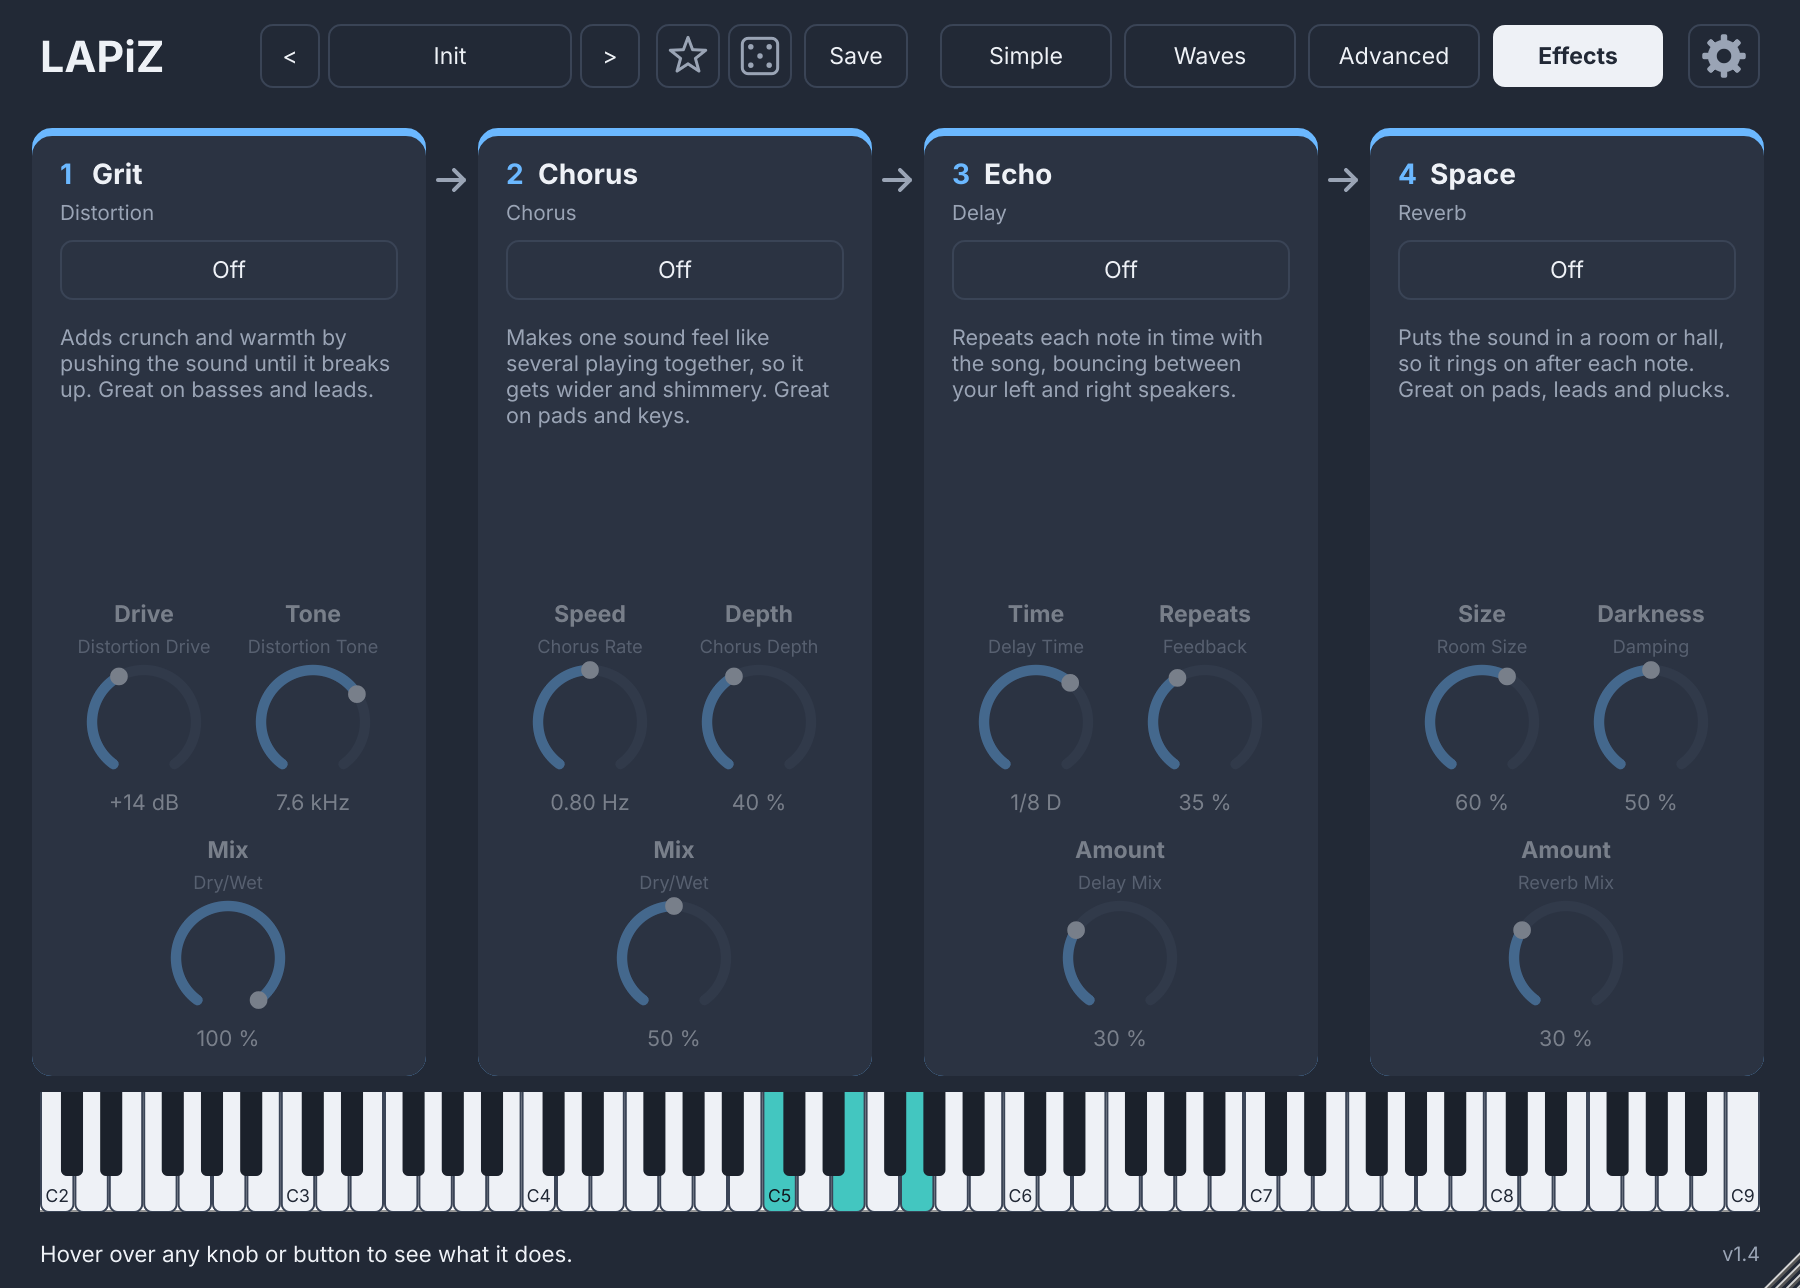 LAPiZ
<
Init
>
Save
Simple
Waves
Advanced
Effects
1 Grit
Distortion
Off
Adds crunch and warmth by
pushing the sound until it breaks
up. Great on basses and leads.
Drive
Distortion Drive
+14 dB
Tone
Distortion Tone
7.6 kHz
Mix
Dry/Wet
100 %
2 Chorus
Chorus
Off
Makes one sound feel like
several playing together, so it
gets wider and shimmery. Great
on pads and keys.
Speed
Chorus Rate
0.80 Hz
Depth
Chorus Depth
40 %
Mix
Dry/Wet
50 %
3 Echo
Delay
Off
Repeats each note in time with
the song, bouncing between
your left and right speakers.
Time
Delay Time
1/8 D
Repeats
Feedback
35 %
Amount
Delay Mix
30 %
4 Space
Reverb
Off
Puts the sound in a room or hall,
so it rings on after each note.
Great on pads, leads and plucks.
Size
Room Size
60 %
Darkness
Damping
50 %
Amount
Reverb Mix
30 %
C2
C3
C4
C5
C6
C7
C8
C9
Hover over any knob or button to see what it does.
v1.4